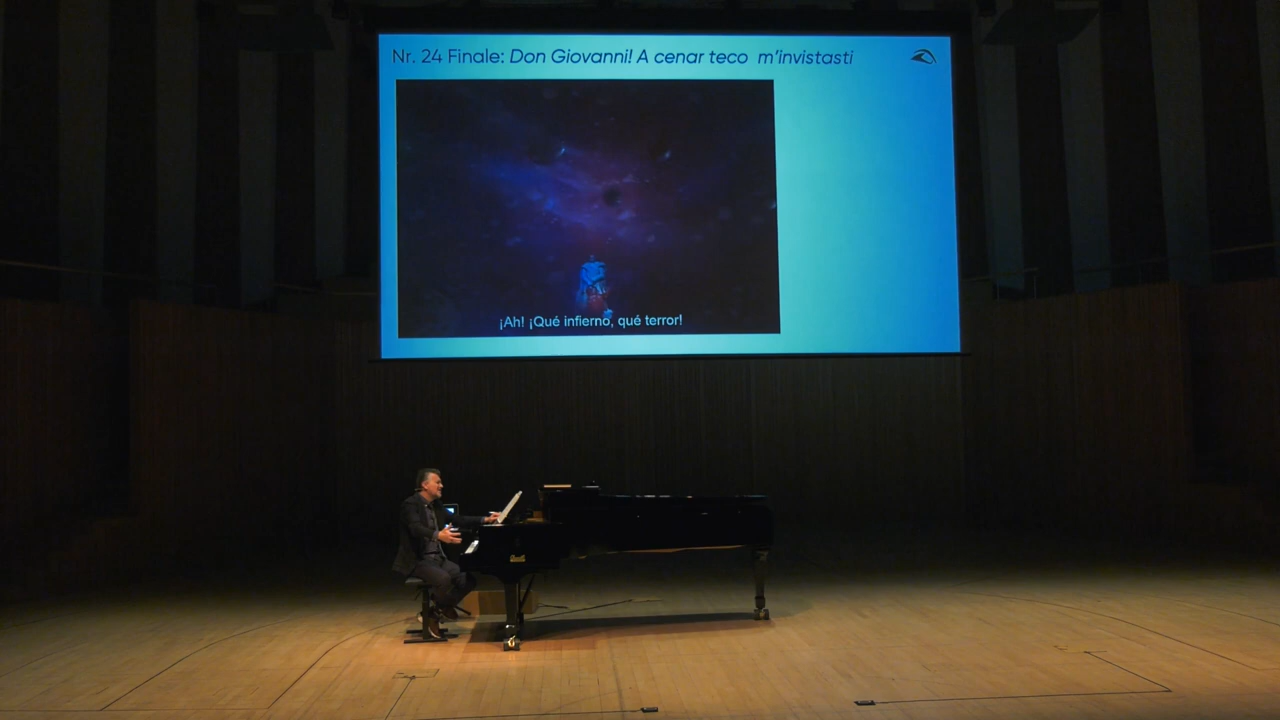 Nr. 24 Finale: Don Giovanni! A cenar teco m'invistasti
¡Ah! ¡Qué infierno, qué terror!